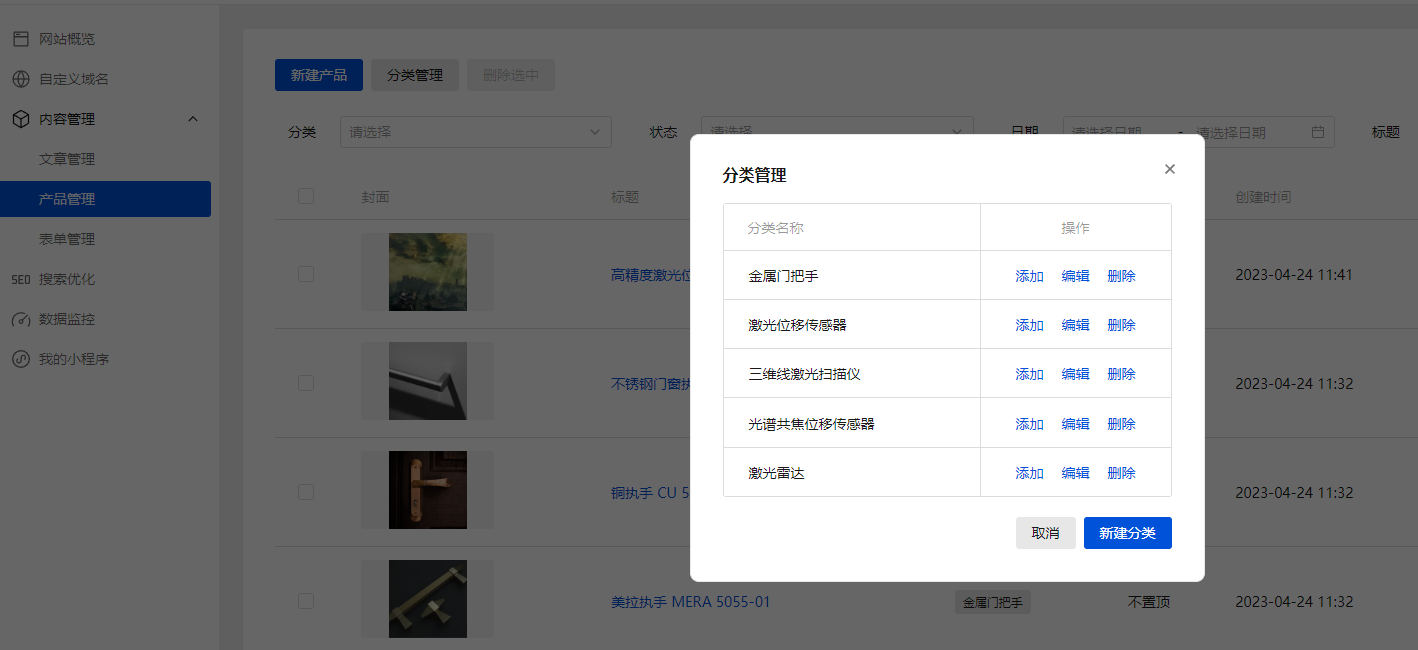 网站概览
自定义域名
内容管理
文章管理
产品管理
表单管理
SEO 搜索优化
数据监控
我的小程序
新建产品 分类管理 删除选中
分类 请选择 状态 请选择 日期 请选择日期 - 请选择日期 标题
封面 标题 创建时间
高精度激光位 2023-04-24 11:41
不锈钢门窗执 2023-04-24 11:32
铜执手 CU 5 2023-04-24 11:32
美拉执手 MERA 5055-01 金属门把手 不置顶 2023-04-24 11:32
分类管理
分类名称 操作
金属门把手 添加 编辑 删除
激光位移传感器 添加 编辑 删除
三维线激光扫描仪 添加 编辑 删除
光谱共焦位移传感器 添加 编辑 删除
激光雷达 添加 编辑 删除
取消 新建分类